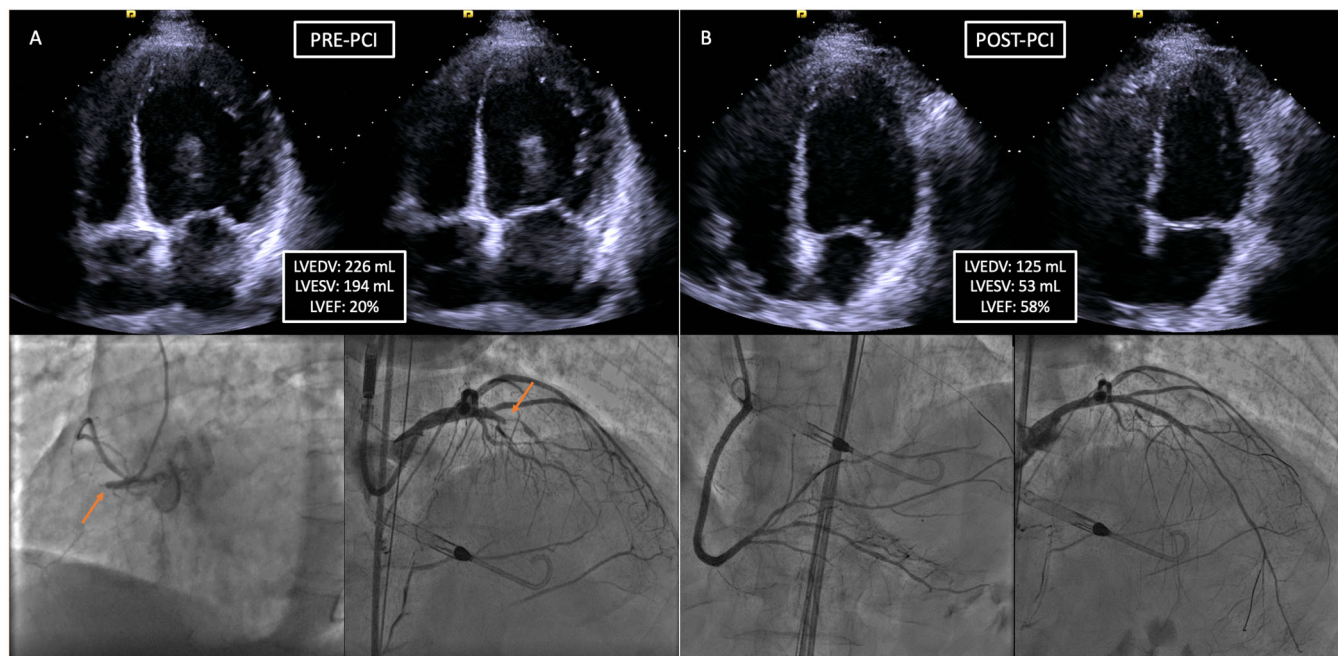 A
PRE-PCI
B
POST-PCI
LVEDV: 226 mL
LVESV: 194 mL
LVEF: 20%
LVEDV: 125 mL
LVESV: 53 mL
LVEF: 58%